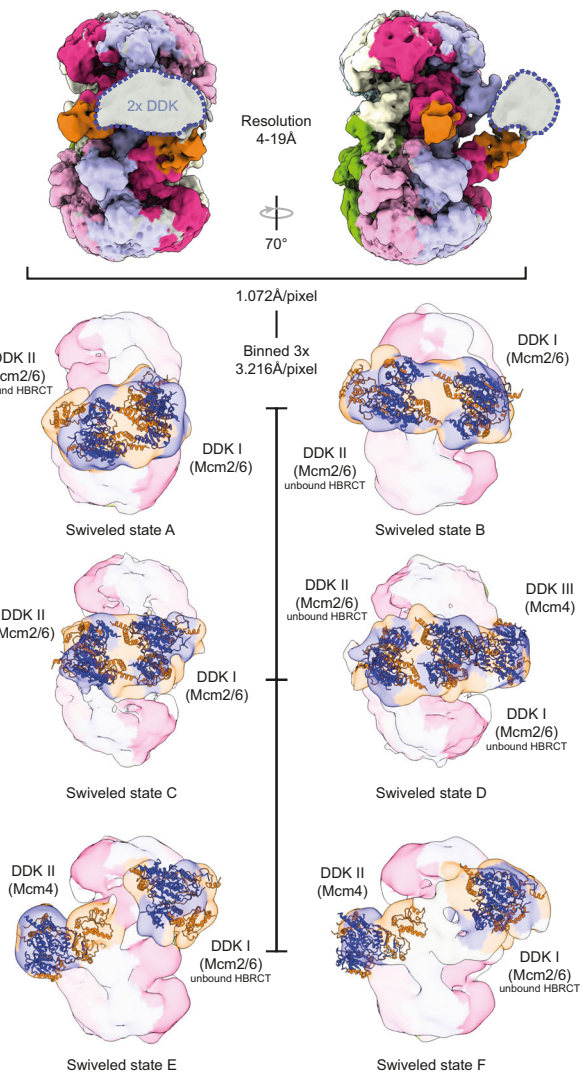 2x DDK
Resolution
4-19Å
70°
1.072Å/pixel
Binned 3x
3.216Å/pixel
DDK II
cm2/6)
nd HBRCT
DDK I
(Mcm2/6)
Swiveled state A
DDK I
(Mcm2/6)
DDK II
(Mcm2/6)
unbound HBRCT
Swiveled state B
DDK II
Mcm2/6)
DDK I
(Mcm2/6)
Swiveled state C
DDK II
(Mcm2/6)
unbound HBRCT
DDK III
(Mcm4)
DDK I
(Mcm2/6)
unbound HBRCT
Swiveled state D
DDK II
(Mcm4)
DDK I
(Mcm2/6)
unbound HBRCT
Swiveled state E
DDK II
(Mcm4)
DDK I
(Mcm2/6)
unbound HBRCT
Swiveled state F